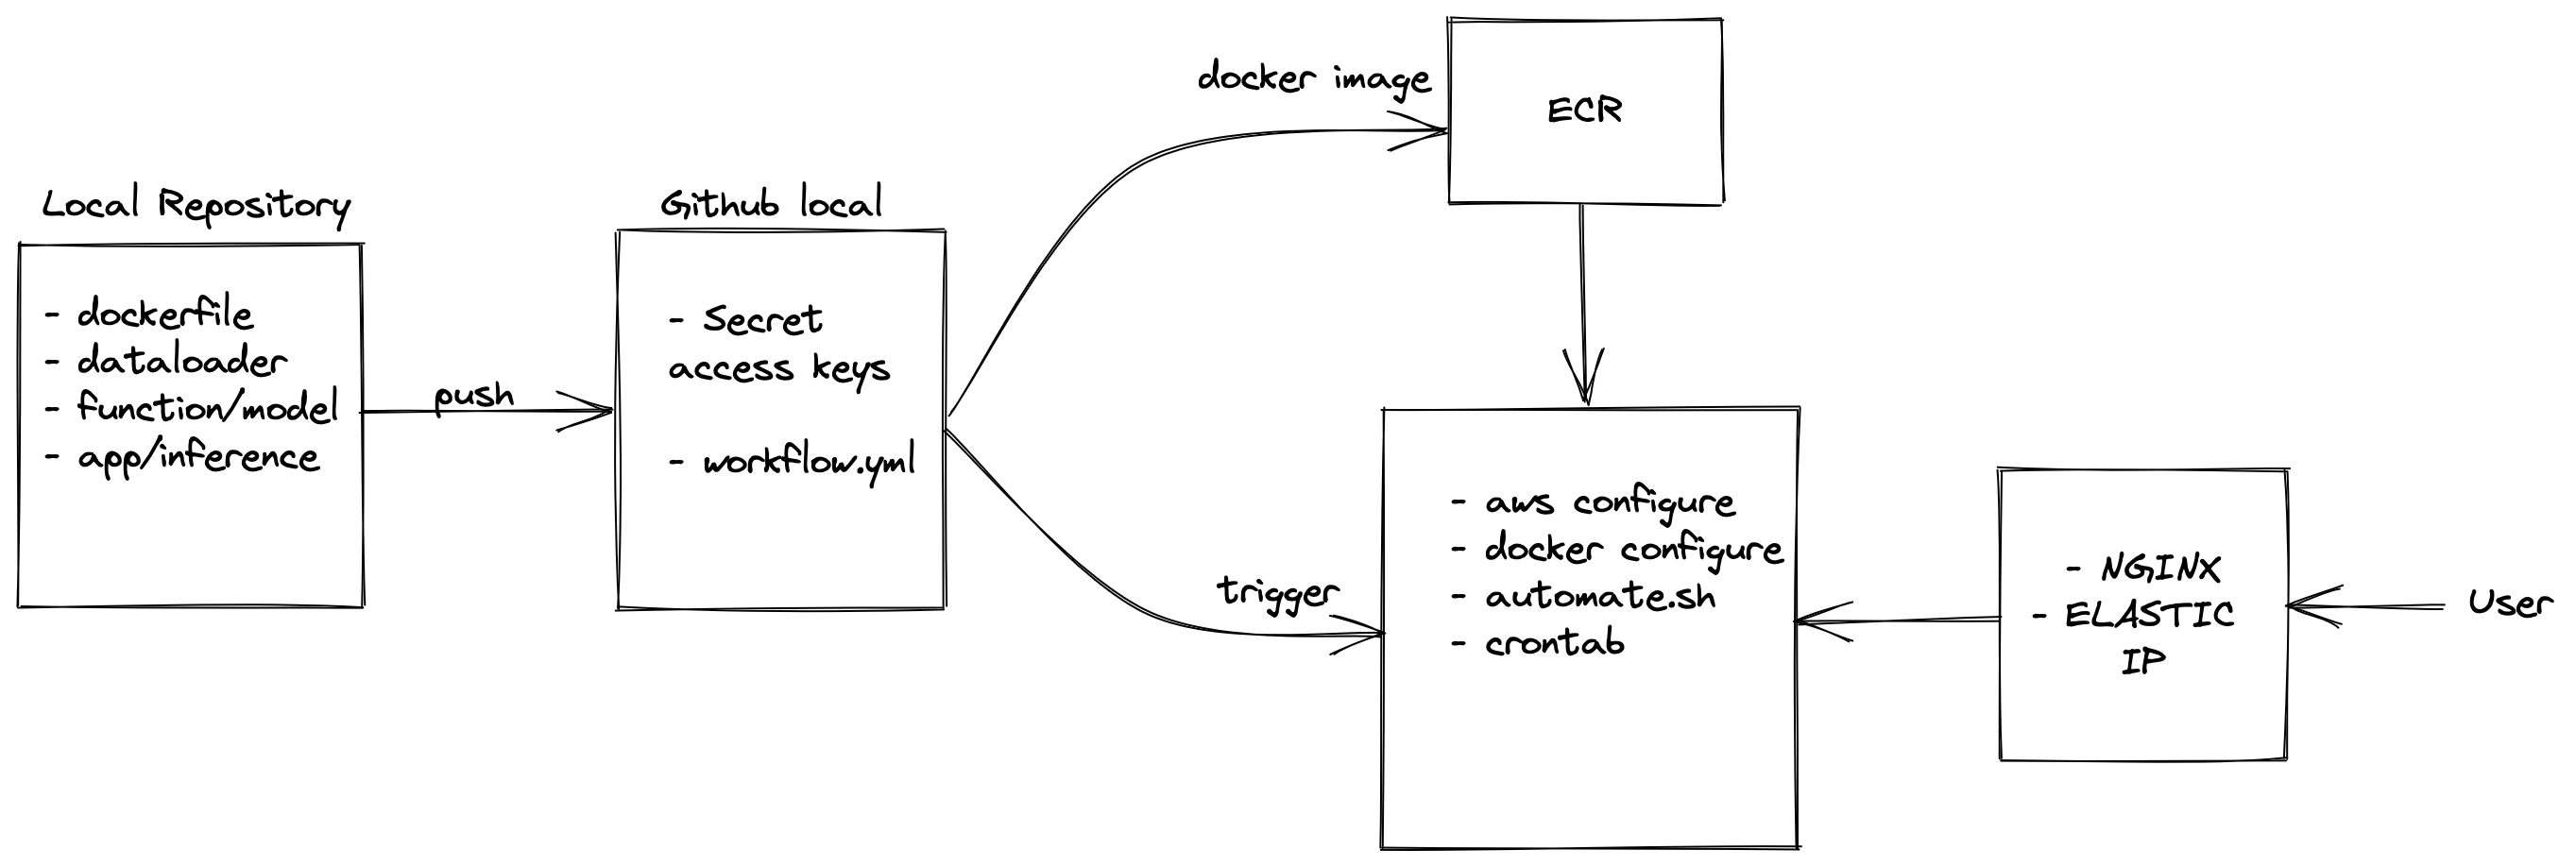 Local Repository
- dockerfile
- dataloader
- function/model
- app/inference
push
Github local
- Secret
access keys
- workflow.yml
docker image
ECR
trigger
- aws configure
- docker configure
- automate.sh
- crontab
- NGINX
- ELASTIC
IP
User